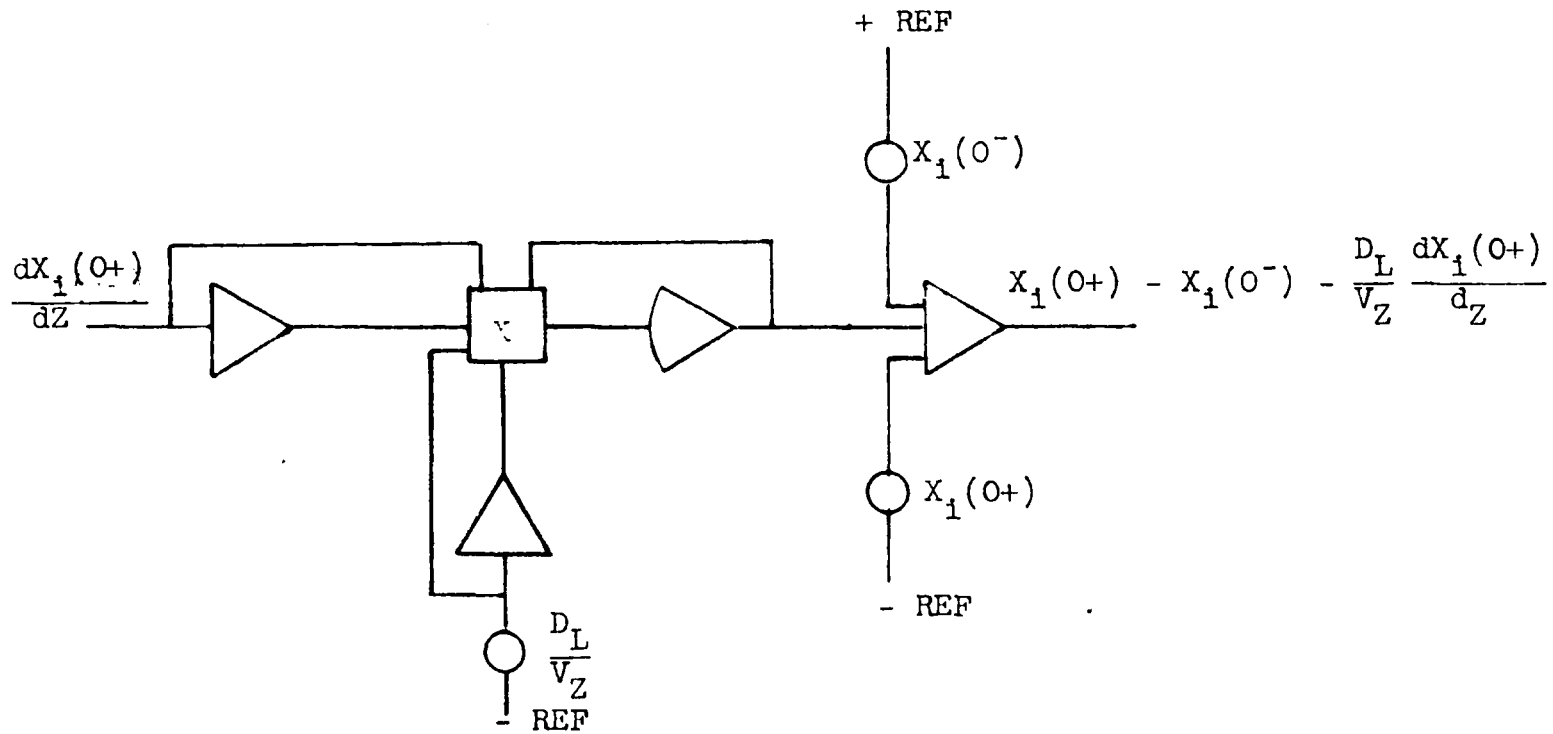 + REF
X_i(0^-)
dX_i(0+)
dZ
X
X_i(0+) - X_i(0^-) - D_L/V_Z dX_i(0+)/d_Z
X_i(0+)
- REF
D_L
V_Z
- REF